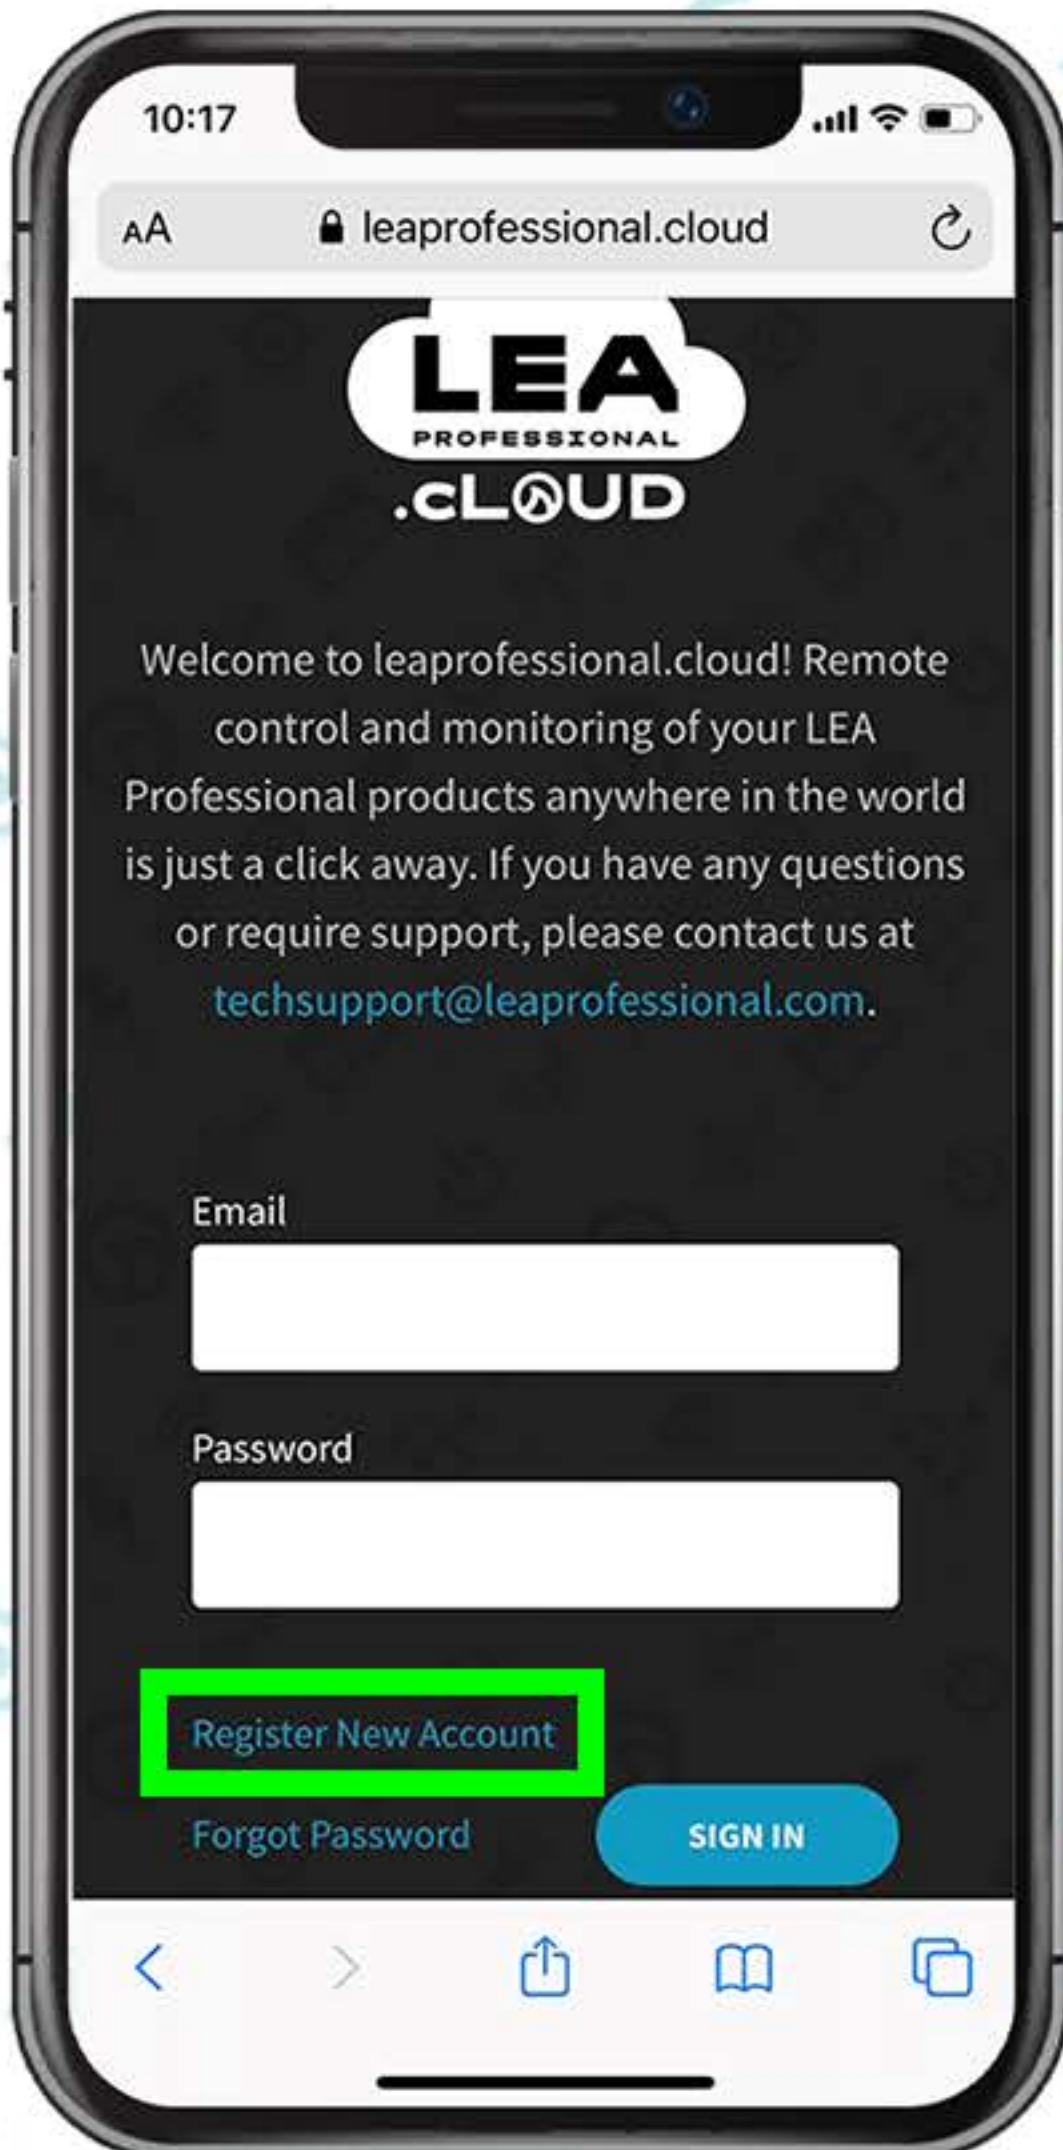 10:17
AA leaprofessional.cloud
LEA
PROFESSIONAL
.cLOUD
Welcome to leaprofessional.cloud! Remote
control and monitoring of your LEA
Professional products anywhere in the world
is just a click away. If you have any questions
or require support, please contact us at
techsupport@leaprofessional.com.
Email
Password
Register New Account
Forgot Password
SIGN IN